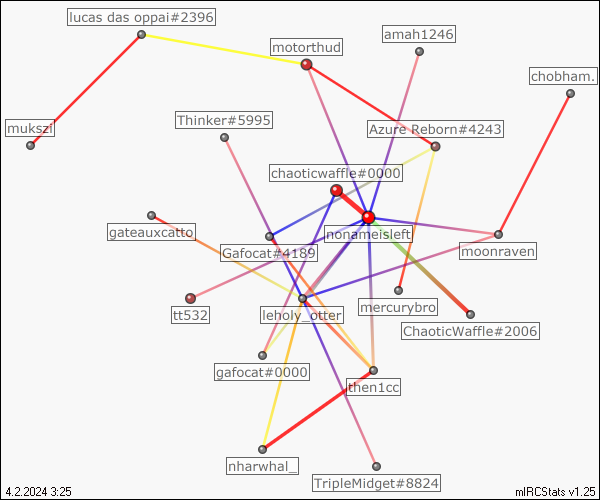 lucas das oppai#2396
amah1246
motorthud
chobham.
Thinker#5995
mukszi
Azure Reborn#4243
chaoticwaffle#0000
nonameisleft
gateauxcatto
Gafocat#4189
moonraven
tt532
leholy_otter
mercurybro
ChaoticWaffle#2006
gafocat#0000
then1cc
nharwhal_
TripleMidget#8824
4.2.2024 3:25
mIRCStats v1.25